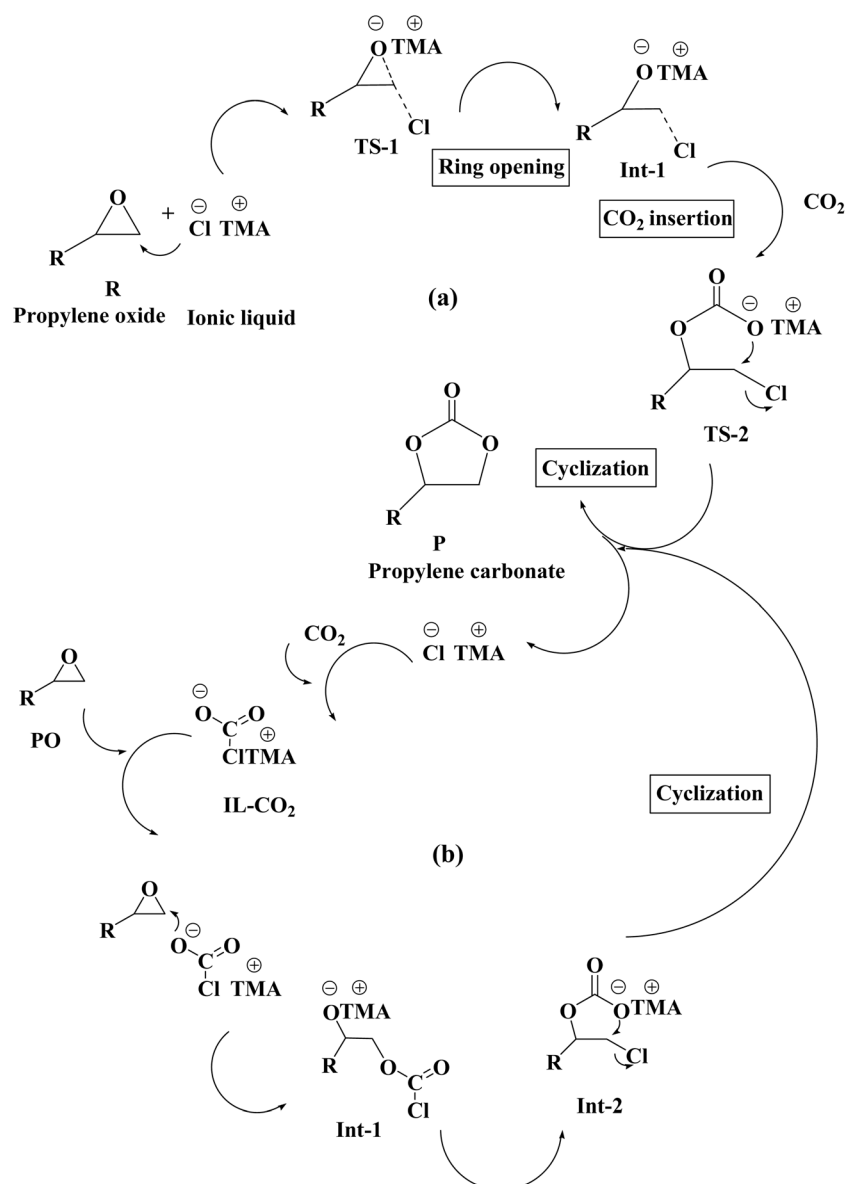 ⊖ ⊕
O TMA
R
Cl
TS-1
Ring opening
⊖ ⊕
O TMA
R
Cl
Int-1
CO₂ insertion
CO₂
O
R
+
⊖ ⊕
Cl TMA
R
Propylene oxide
Ionic liquid
(a)
O
⊖ ⊕
O O TMA
R
Cl
TS-2
O
O O
R
P
Propylene carbonate
Cyclization
CO₂
⊖ ⊕
Cl TMA
O
R
PO
⊖
O O
C
⊕
ClTMA
IL-CO₂
Cyclization
(b)
O
R
⊖
O O
C
⊕
Cl TMA
⊖ ⊕
OTMA
R
O O
C
Cl
Int-1
O
⊖ ⊕
O OTMA
R
Cl
Int-2